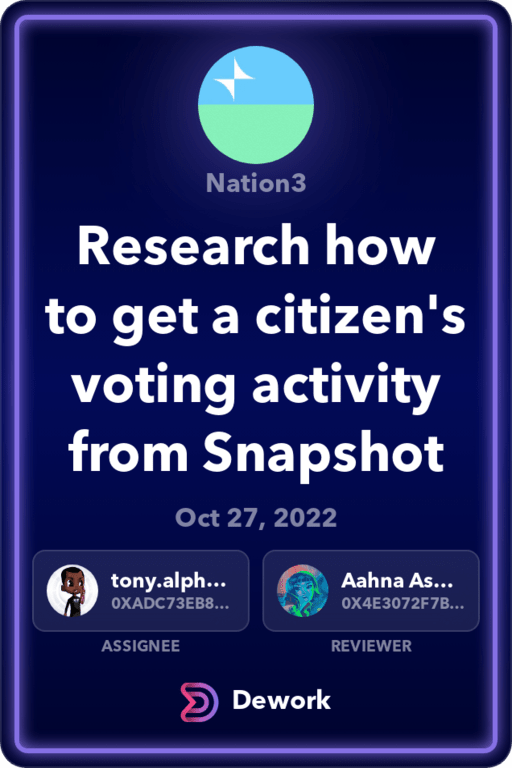 Nation3
Research how
to get a citizen's
voting activity
from Snapshot
Oct 27, 2022
tony.alph...
0XADC73EB8...
ASSIGNEE
Aahna As...
0X4E3072F7B...
REVIEWER
Dework